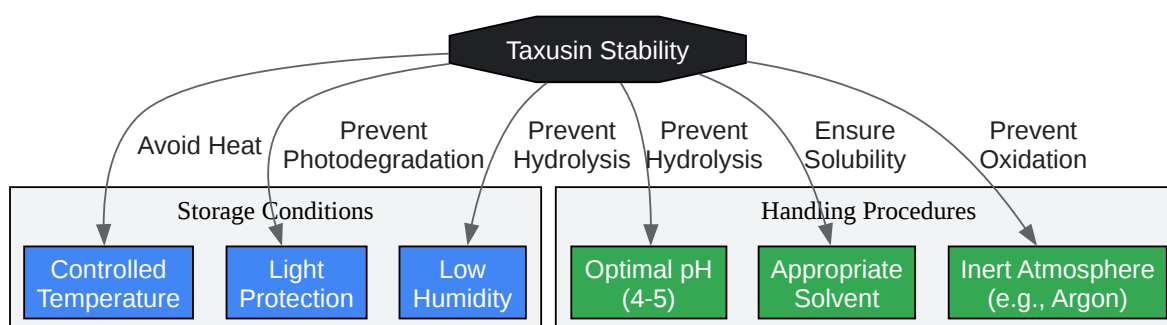 Taxusin Stability
Avoid Heat
Prevent
Photodegradation
Prevent
Hydrolysis
Prevent
Hydrolysis
Ensure
Solubility
Prevent
Oxidation
Storage Conditions
Handling Procedures
Controlled
Temperature
Light
Protection
Low
Humidity
Optimal pH
(4-5)
Appropriate
Solvent
Inert Atmosphere
(e.g., Argon)